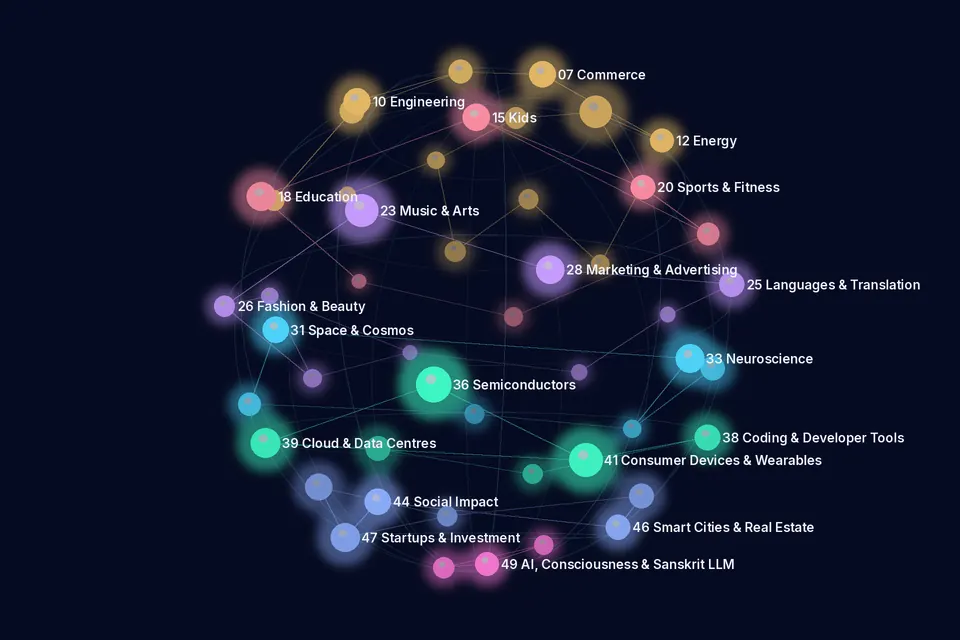 07 Commerce
10 Engineering
15 Kids
12 Energy
20 Sports & Fitness
18 Education
23 Music & Arts
28 Marketing & Advertising
25 Languages & Translation
26 Fashion & Beauty
31 Space & Cosmos
33 Neuroscience
36 Semiconductors
38 Coding & Developer Tools
39 Cloud & Data Centres
41 Consumer Devices & Wearables
44 Social Impact
46 Smart Cities & Real Estate
47 Startups & Investment
49 AI, Consciousness & Sanskrit LLM